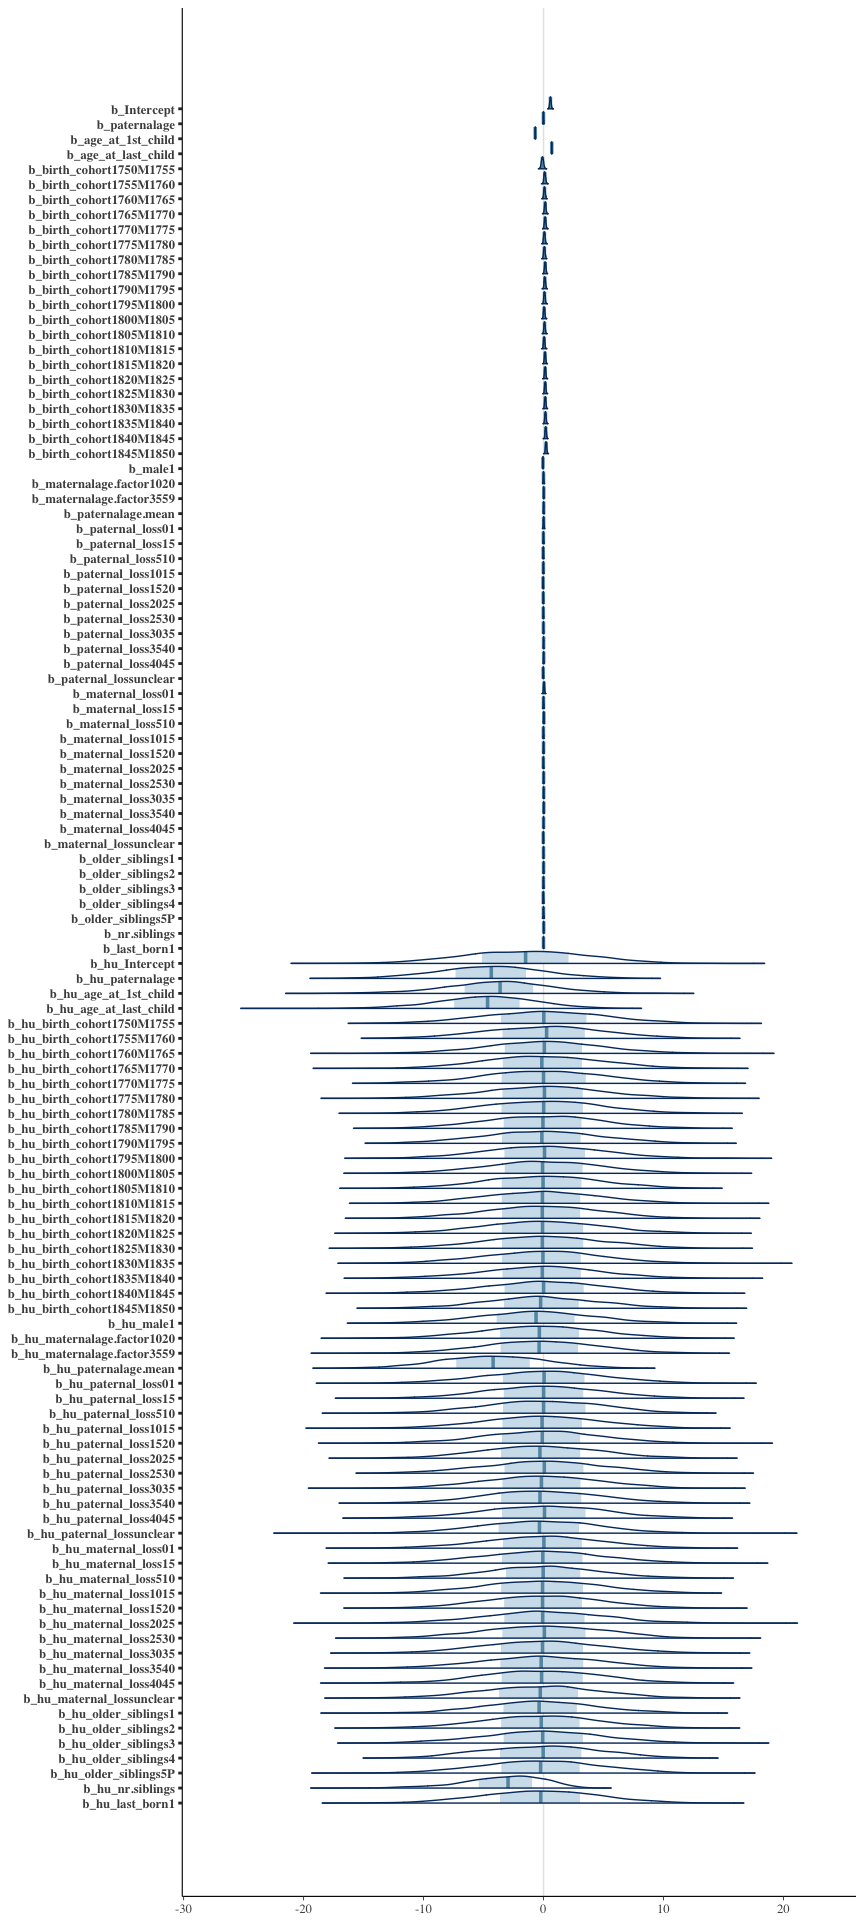 b_Intercept
b_paternalage
b_age_at_1st_child
b_age_at_last_child
b_birth_cohort1750M1755
b_birth_cohort1755M1760
b_birth_cohort1760M1765
b_birth_cohort1765M1770
b_birth_cohort1770M1775
b_birth_cohort1775M1780
b_birth_cohort1780M1785
b_birth_cohort1785M1790
b_birth_cohort1790M1795
b_birth_cohort1795M1800
b_birth_cohort1800M1805
b_birth_cohort1805M1810
b_birth_cohort1810M1815
b_birth_cohort1815M1820
b_birth_cohort1820M1825
b_birth_cohort1825M1830
b_birth_cohort1830M1835
b_birth_cohort1835M1840
b_birth_cohort1840M1845
b_birth_cohort1845M1850
b_male1
b_maternalage.factor1020
b_maternalage.factor3559
b_paternalage.mean
b_paternal_loss01
b_paternal_loss15
b_paternal_loss510
b_paternal_loss1015
b_paternal_loss1520
b_paternal_loss2025
b_paternal_loss2530
b_paternal_loss3035
b_paternal_loss3540
b_paternal_loss4045
b_paternal_lossunclear
b_maternal_loss01
b_maternal_loss15
b_maternal_loss510
b_maternal_loss1015
b_maternal_loss1520
b_maternal_loss2025
b_maternal_loss2530
b_maternal_loss3035
b_maternal_loss3540
b_maternal_loss4045
b_maternal_lossunclear
b_older_siblings1
b_older_siblings2
b_older_siblings3
b_older_siblings4
b_older_siblings5P
b_nr.siblings
b_last_born1
b_hu_Intercept
b_hu_paternalage
b_hu_age_at_1st_child
b_hu_age_at_last_child
b_hu_birth_cohort1750M1755
b_hu_birth_cohort1755M1760
b_hu_birth_cohort1760M1765
b_hu_birth_cohort1765M1770
b_hu_birth_cohort1770M1775
b_hu_birth_cohort1775M1780
b_hu_birth_cohort1780M1785
b_hu_birth_cohort1785M1790
b_hu_birth_cohort1790M1795
b_hu_birth_cohort1795M1800
b_hu_birth_cohort1800M1805
b_hu_birth_cohort1805M1810
b_hu_birth_cohort1810M1815
b_hu_birth_cohort1815M1820
b_hu_birth_cohort1820M1825
b_hu_birth_cohort1825M1830
b_hu_birth_cohort1830M1835
b_hu_birth_cohort1835M1840
b_hu_birth_cohort1840M1845
b_hu_birth_cohort1845M1850
b_hu_male1
b_hu_maternalage.factor1020
b_hu_maternalage.factor3559
b_hu_paternalage.mean
b_hu_paternal_loss01
b_hu_paternal_loss15
b_hu_paternal_loss510
b_hu_paternal_loss1015
b_hu_paternal_loss1520
b_hu_paternal_loss2025
b_hu_paternal_loss2530
b_hu_paternal_loss3035
b_hu_paternal_loss3540
b_hu_paternal_loss4045
b_hu_paternal_lossunclear
b_hu_maternal_loss01
b_hu_maternal_loss15
b_hu_maternal_loss510
b_hu_maternal_loss1015
b_hu_maternal_loss1520
b_hu_maternal_loss2025
b_hu_maternal_loss2530
b_hu_maternal_loss3035
b_hu_maternal_loss3540
b_hu_maternal_loss4045
b_hu_maternal_lossunclear
b_hu_older_siblings1
b_hu_older_siblings2
b_hu_older_siblings3
b_hu_older_siblings4
b_hu_older_siblings5P
b_hu_nr.siblings
b_hu_last_born1
-30 -20 -10 0 10 20